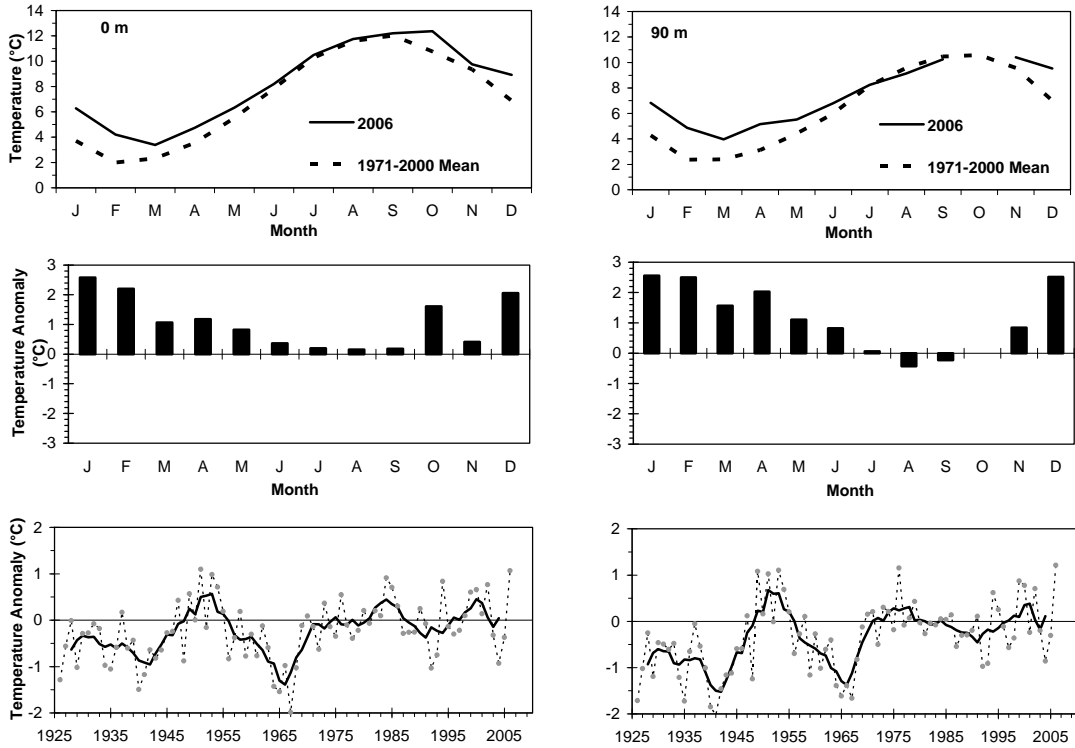 14
12
10
8
6
4
2
0
Temperature (°C)
0 m
2006
1971-2000 Mean
J F M A M J J A S O N D
Month
14
12
10
8
6
4
2
0
90 m
2006
1971-2000 Mean
J F M A M J J A S O N D
Month
3
2
1
0
-1
-2
-3
Temperature Anomaly
(°C)
J F M A M J J A S O N D
Month
3
2
1
0
-1
-2
-3
J F M A M J J A S O N D
Month
2
1
0
-1
-2
Temperature Anomaly (°C)
1925 1935 1945 1955 1965 1975 1985 1995 2005
2
1
0
-1
-2
1925 1935 1945 1955 1965 1975 1985 1995 2005